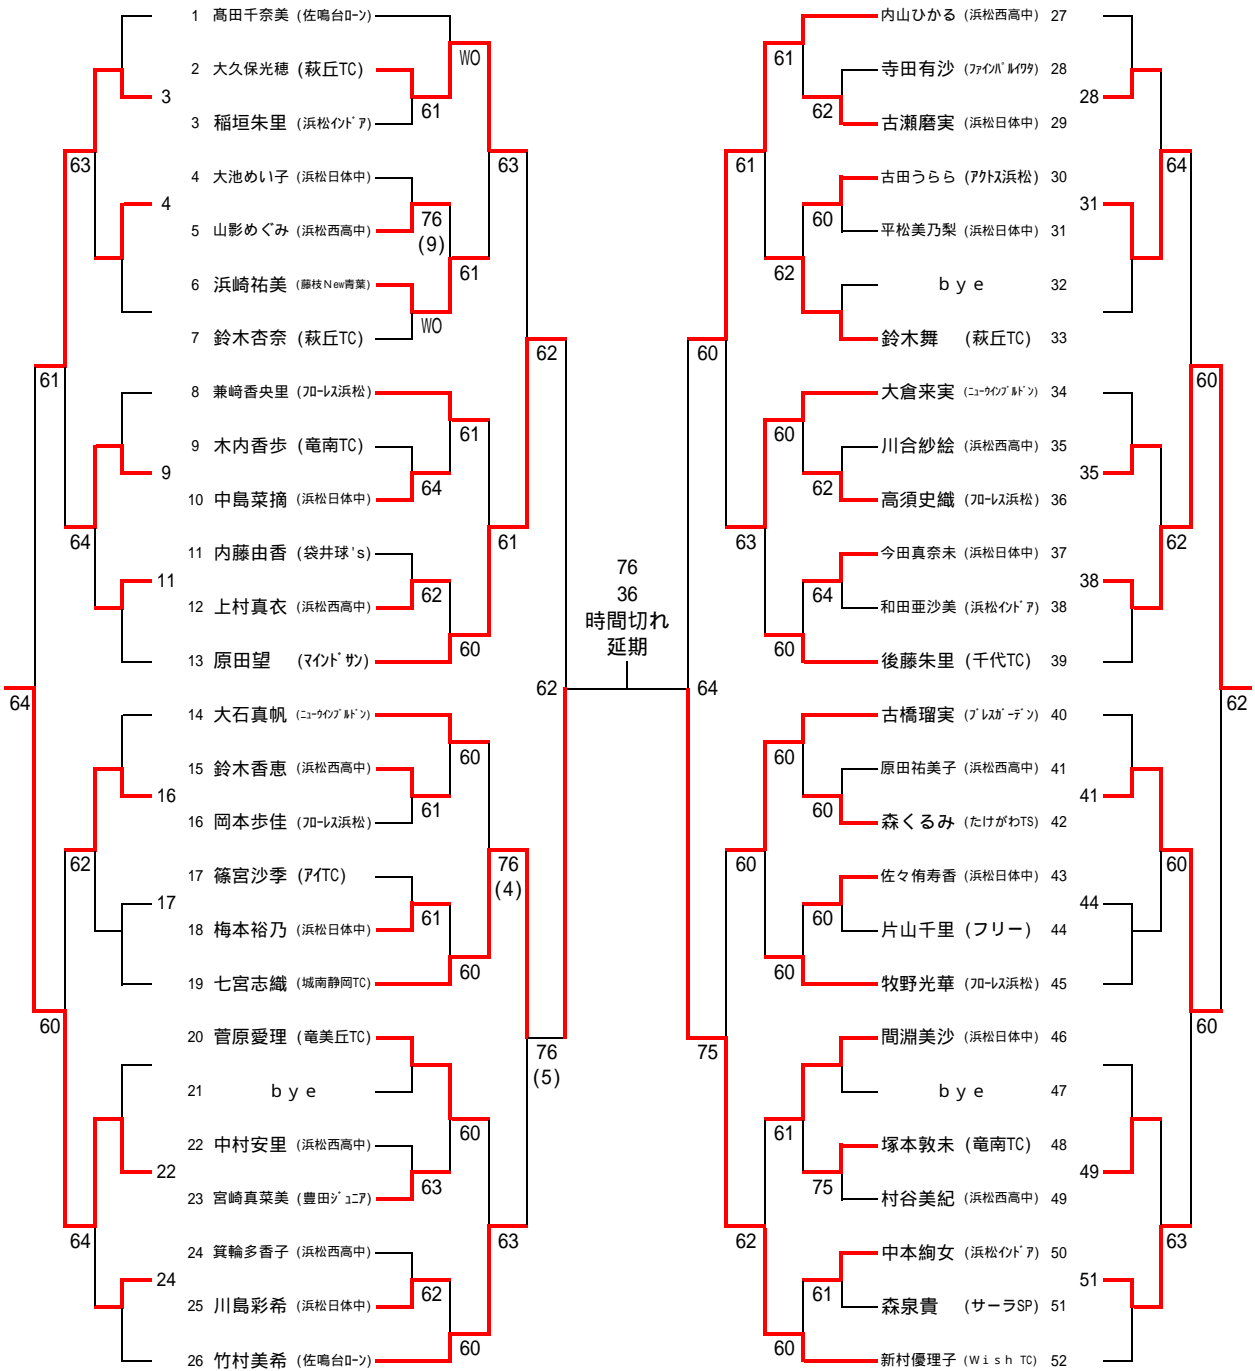 1 髙田千奈美 (佐鳴台ローン)
WO
2 大久保光穂 (萩丘TC)
3
61
3 稲垣朱里 (浜松インドア)
63
63
4 大池めい子 (浜松日体中)
4
76
(9)
5 山影めぐみ (浜松西高中)
61
6 浜崎祐美 (藤枝New青葉)
WO
7 鈴木杏奈 (萩丘TC)
62
61
8 兼﨑香央里 (フローレス浜松)
61
9 木内香歩 (竜南TC)
9
64
10 中島菜摘 (浜松日体中)
64
61
11 内藤由香 (袋井球's)
11
62
12 上村真衣 (浜松西高中)
60
13 原田望 (マインドサン)
64
62
14 大石真帆 (ニューウインブルドン)
60
15 鈴木香恵 (浜松西高中)
16
61
16 岡本歩佳 (フローレス浜松)
62
76
(4)
17 篠宮沙季 (アイTC)
17
61
18 梅本裕乃 (浜松日体中)
60
19 七宮志織 (城南静岡TC)
60
20 菅原愛理 (竜美丘TC)
76
(5)
21 bye
60
22 中村安里 (浜松西高中)
22
63
23 宮崎真菜美 (豊田ジュニア)
64
63
24 箕輪多香子 (浜松西高中)
24
62
25 川島彩希 (浜松日体中)
60
26 竹村美希 (佐鳴台ローン)
76
36
時間切れ
延期
内山ひかる (浜松西高中) 27
61
寺田有沙 (ファインバルイワタ) 28
28
62
古瀬磨実 (浜松日体中) 29
61
64
古田うらら (アクトス浜松) 30
31
60
平松美乃梨 (浜松日体中) 31
62
bye 32
鈴木舞 (萩丘TC) 33
60
60
大倉来実 (ニューウインブルドン) 34
60
川合紗絵 (浜松西高中) 35
35
62
高須史織 (フローレス浜松) 36
63
62
今田真奈未 (浜松日体中) 37
38
64
和田亜沙美 (浜松インドア) 38
60
後藤朱里 (千代TC) 39
64
62
古橋瑠実 (ブレスガーデン) 40
60
原田祐美子 (浜松西高中) 41
41
60
森くるみ (たけがわTS) 42
60
60
佐々侑寿香 (浜松日体中) 43
44
60
片山千里 (フリー) 44
60
牧野光華 (フローレス浜松) 45
60
75
間淵美沙 (浜松日体中) 46
bye 47
61
塚本敦未 (竜南TC) 48
49
75
村谷美紀 (浜松西高中) 49
62
63
中本絢女 (浜松インドア) 50
51
61
森泉貴 (サーラSP) 51
60
新村優理子 (Wish TC) 52